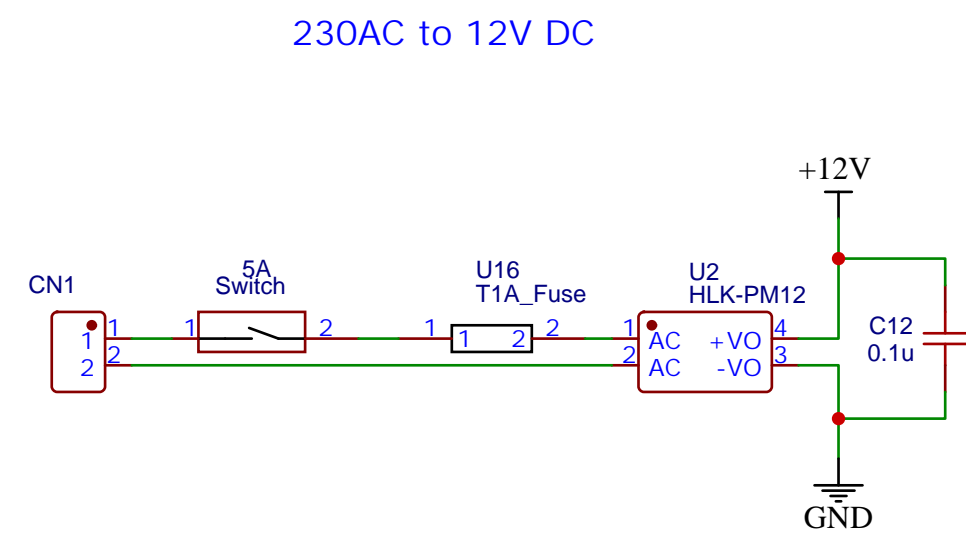 230AC to 12V DC
+12V
CN1
5A
Switch
U16
T1A_Fuse
U2
HLK-PM12
1
1
2
2
1
2
1
1
2
2
1
2
AC
AC
+VO
-VO
4
3
C12
0.1u
GND